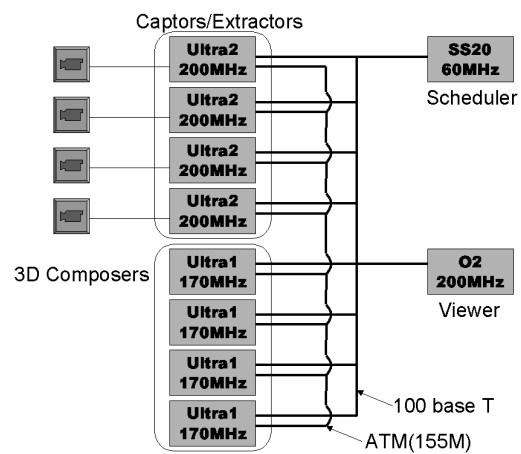 Captors/Extractors
Ultra2
200MHz
SS20
60MHz
Scheduler
Ultra2
200MHz
Ultra2
200MHz
Ultra2
200MHz
3D Composers
Ultra1
170MHz
O2
200MHz
Viewer
Ultra1
170MHz
Ultra1
170MHz
Ultra1
170MHz
100 base T
ATM(155M)